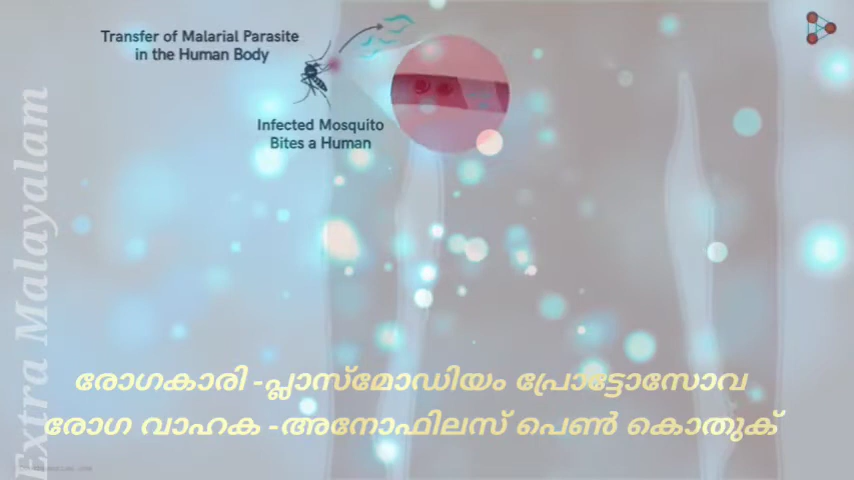 Transfer of Malarial Parasite
in the Human Body
Infected Mosquito
Bites a Human
Extra Malayalam
രോഗകാരി -പ്ലാസ്മോഡിയം പ്രോട്ടോസോവ
രോഗ വാഹക -അനോഫിലസ് പെൺ കൊതുക്